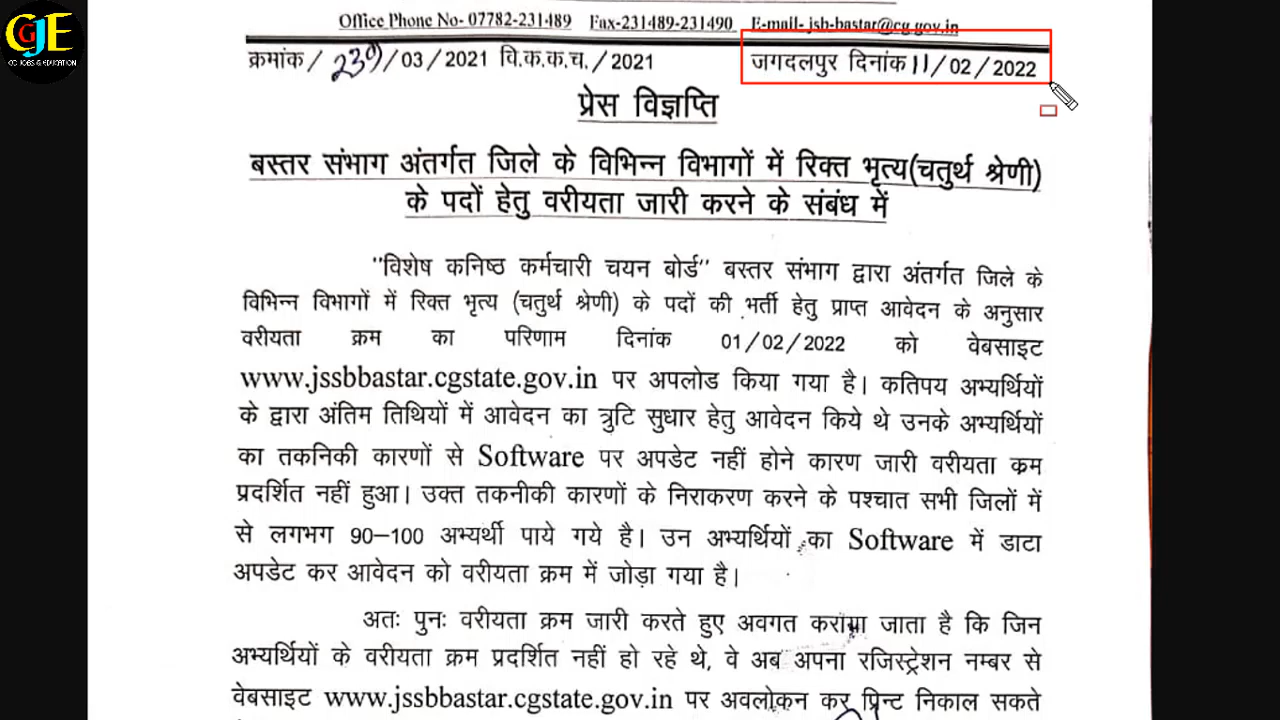 CGJE
CG JOBS & EDUCATION
Office Phone No- 07782-231489 Fax-231489-231490 E-mail- jsb-bastar@cg.gov.in
क्रमांक / 239/03/2021 वि.क.क.च./2021 जगदलपुर दिनांक 11/02/2022
प्रेस विज्ञप्ति
बस्तर संभाग अंतर्गत जिले के विभिन्न विभागों में रिक्त भृत्य(चतुर्थ श्रेणी)
के पदों हेतु वरीयता जारी करने के संबंध में
"विशेष कनिष्ठ कर्मचारी चयन बोर्ड" बस्तर संभाग द्वारा अंतर्गत जिले के
विभिन्न विभागों में रिक्त भृत्य (चतुर्थ श्रेणी) के पदों की भर्ती हेतु प्राप्त आवेदन के अनुसार
वरीयता क्रम का परिणाम दिनांक 01/02/2022 को वेबसाइट
www.jssbbastar.cgstate.gov.in पर अपलोड किया गया है। कतिपय अभ्यर्थियों
के द्वारा अंतिम तिथियों में आवेदन का त्रुटि सुधार हेतु आवेदन किये थे उनके अभ्यर्थियों
का तकनिकी कारणों से Software पर अपडेट नहीं होने कारण जारी वरीयता क्रम
प्रदर्शित नहीं हुआ। उक्त तकनीकी कारणों के निराकरण करने के पश्चात सभी जिलों में
से लगभग 90–100 अभ्यर्थी पाये गये है। उन अभ्यर्थियों का Software में डाटा
अपडेट कर आवेदन को वरीयता क्रम में जोड़ा गया है।
अतः पुनः वरीयता क्रम जारी करते हुए अवगत कराया जाता है कि जिन
अभ्यर्थियों के वरीयता क्रम प्रदर्शित नहीं हो रहे थे, वे अब अपना रजिस्ट्रेशन नम्बर से
वेबसाइट www.jssbbastar.cgstate.gov.in पर अवलोकन कर प्रिन्ट निकाल सकते